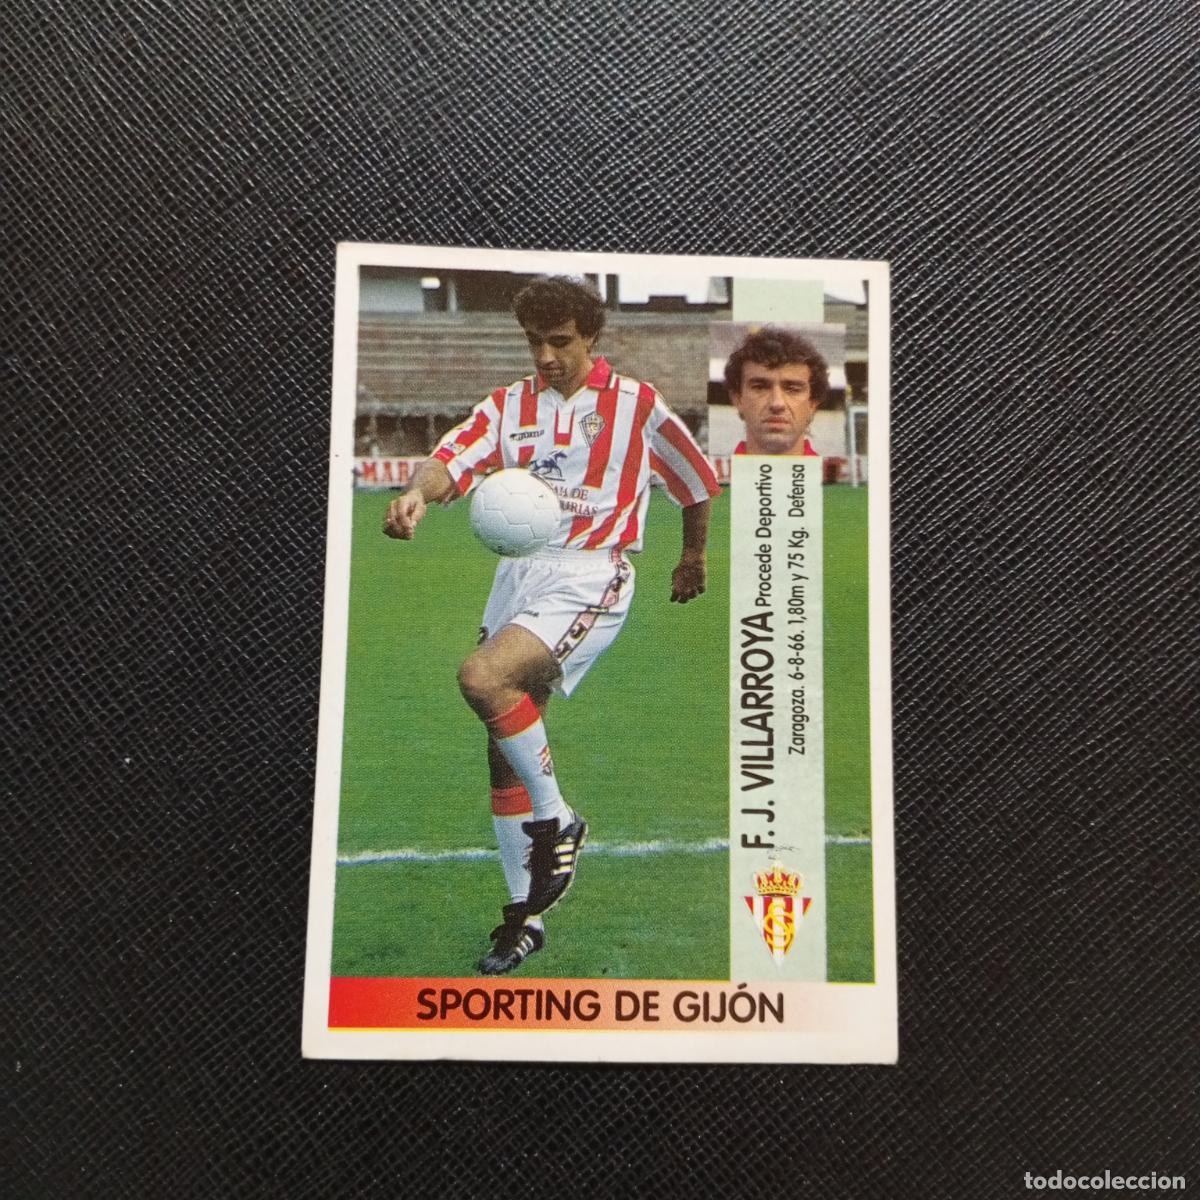 F. J. VILLARROYA Procede Deportivo
Zaragoza. 6-8-66. 1,80m y 75 Kg. Defensa
SPORTING DE GIJÓN
todocoleccion